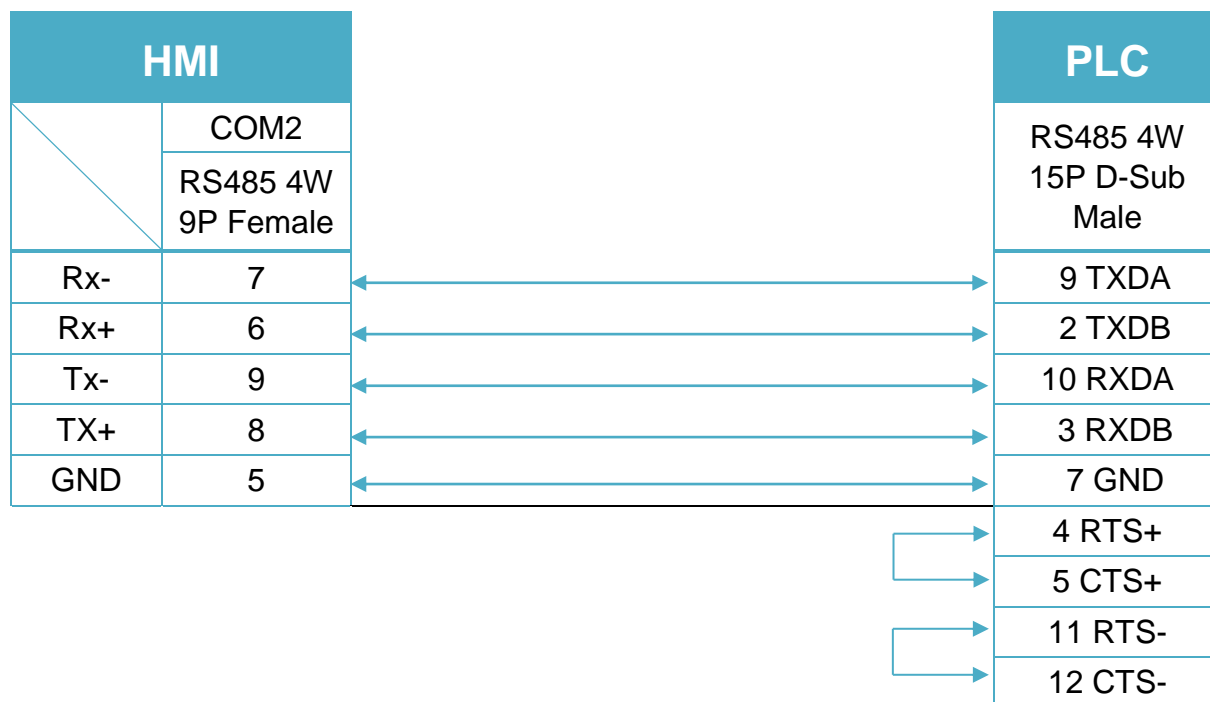 HMI
PLC
COM2
RS485 4W
9P Female
RS485 4W
15P D-Sub
Male
Rx-
7
9 TXDA
Rx+
6
2 TXDB
Tx-
9
10 RXDA
TX+
8
3 RXDB
GND
5
7 GND
4 RTS+
5 CTS+
11 RTS-
12 CTS-